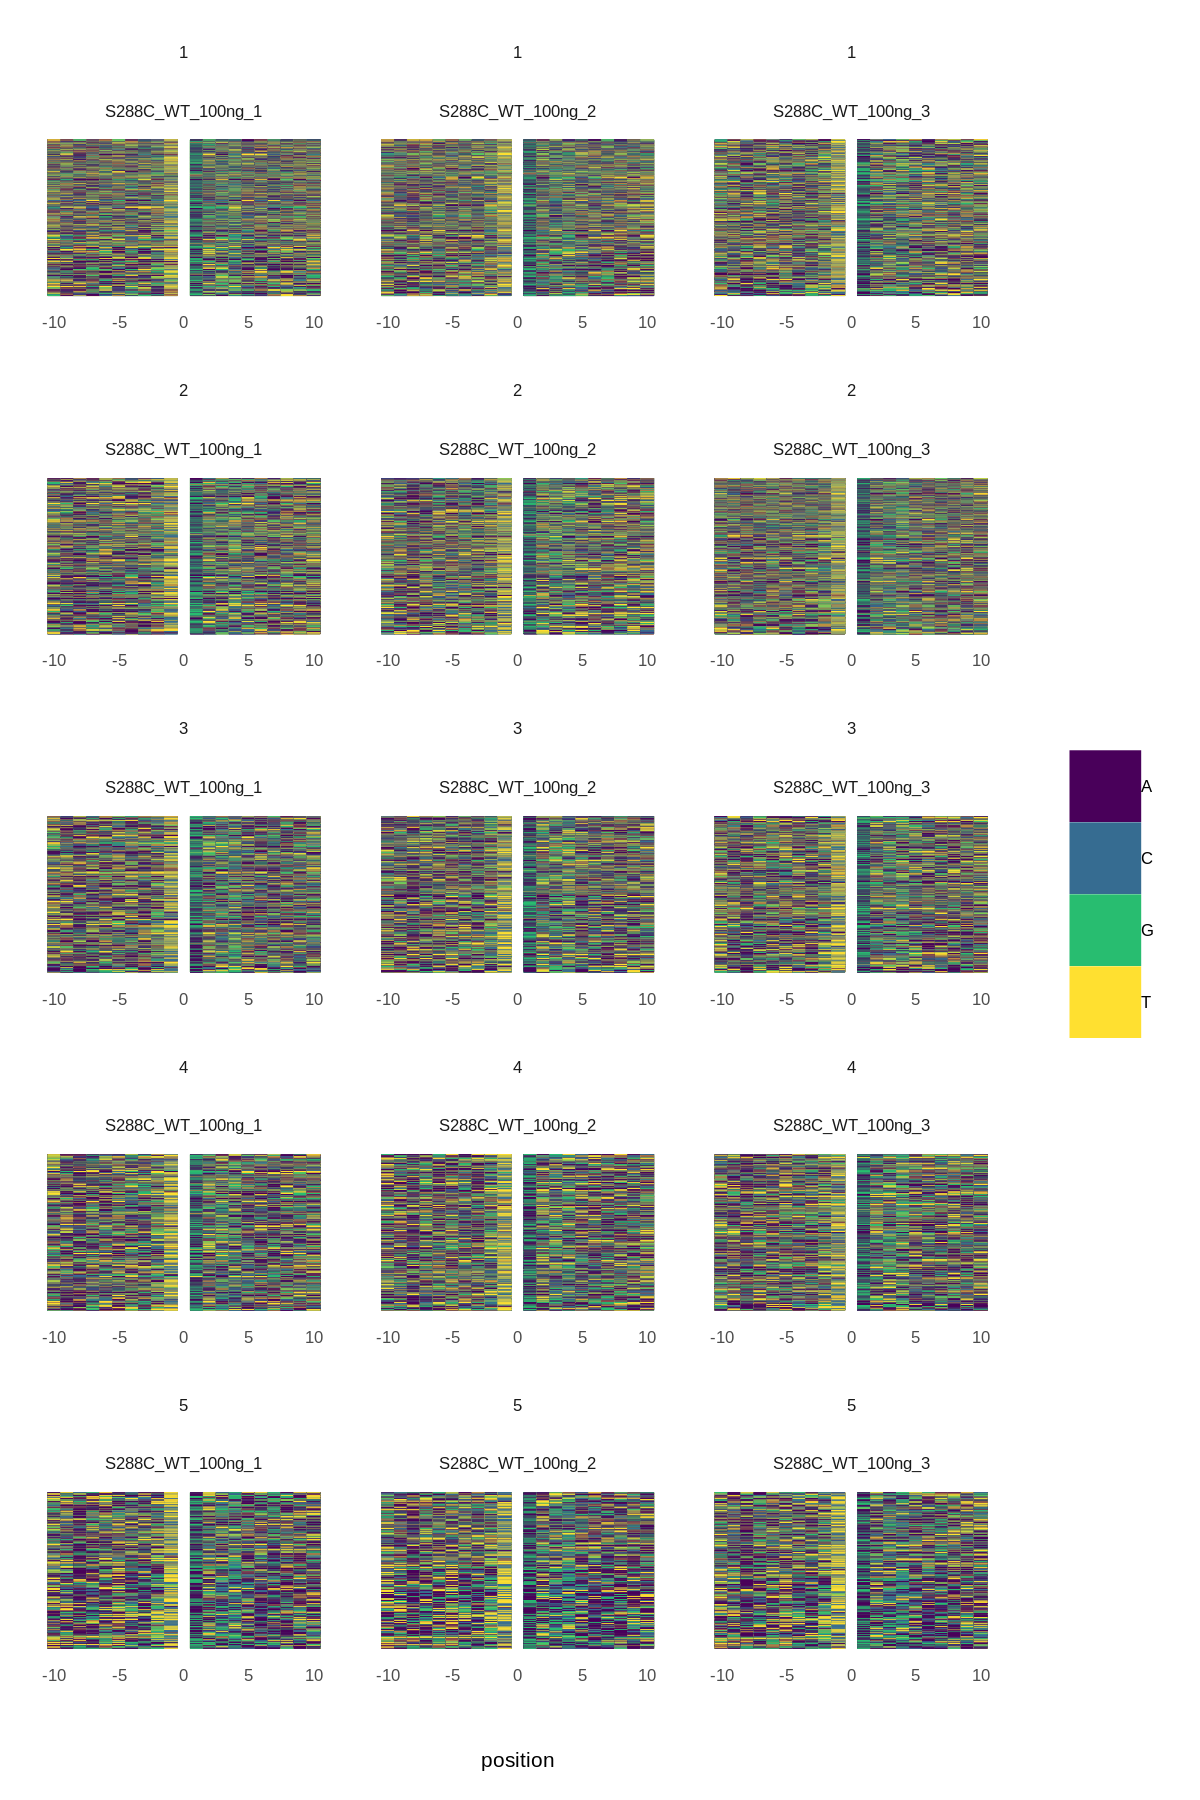 1 1 1
S288C_WT_100ng_1 S288C_WT_100ng_2 S288C_WT_100ng_3
-10 -5 0 5 10 -10 -5 0 5 10 -10 -5 0 5 10
2 2 2
S288C_WT_100ng_1 S288C_WT_100ng_2 S288C_WT_100ng_3
-10 -5 0 5 10 -10 -5 0 5 10 -10 -5 0 5 10
3 3 3
S288C_WT_100ng_1 S288C_WT_100ng_2 S288C_WT_100ng_3
-10 -5 0 5 10 -10 -5 0 5 10 -10 -5 0 5 10
4 4 4
S288C_WT_100ng_1 S288C_WT_100ng_2 S288C_WT_100ng_3
-10 -5 0 5 10 -10 -5 0 5 10 -10 -5 0 5 10
5 5 5
S288C_WT_100ng_1 S288C_WT_100ng_2 S288C_WT_100ng_3
-10 -5 0 5 10 -10 -5 0 5 10 -10 -5 0 5 10
position
A
C
G
T